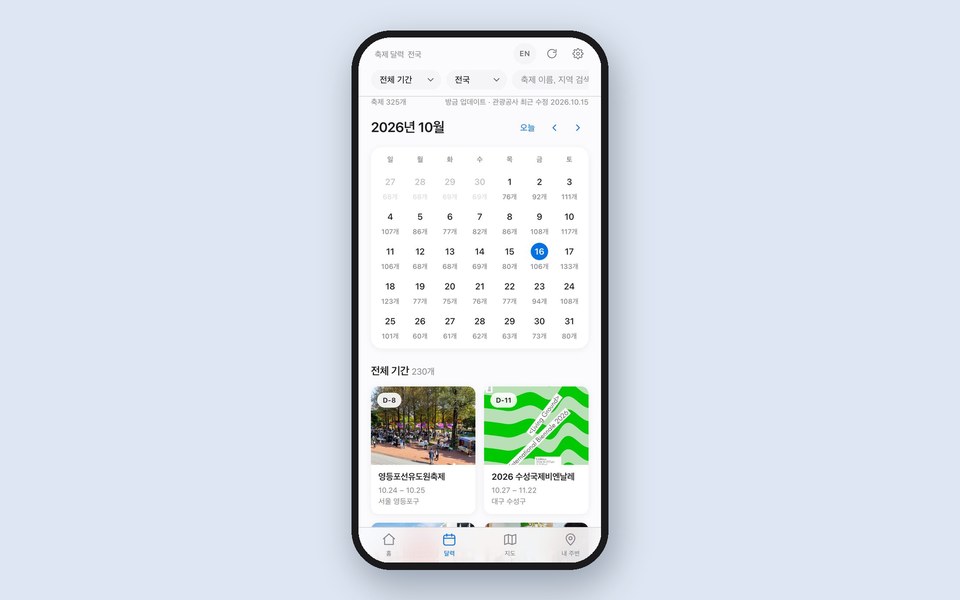 축제 달력 전국
EN
전체 기간
전국
축제 이름, 지역 검색
축제 325개
방금 업데이트 · 관광공사 최근 수정 2026.10.15
2026년 10월
오늘
일 월 화 수 목 금 토
27 28 29 30 1 2 3
76개 92개 111개
4 5 6 7 8 9 10
107개 86개 77개 82개 86개 108개 117개
11 12 13 14 15 16 17
106개 68개 68개 69개 80개 106개 133개
18 19 20 21 22 23 24
123개 77개 75개 76개 77개 94개 108개
25 26 27 28 29 30 31
101개 60개 61개 62개 63개 73개 80개
전체 기간 230개
D-8
영등포선유도원축제
10.24 – 10.25
서울 영등포구
D-11
<Living Ground>
International Biennale 2026
2026 수성국제비엔날레
10.27 – 11.22
대구 수성구
홈
달력
지도
내 주변